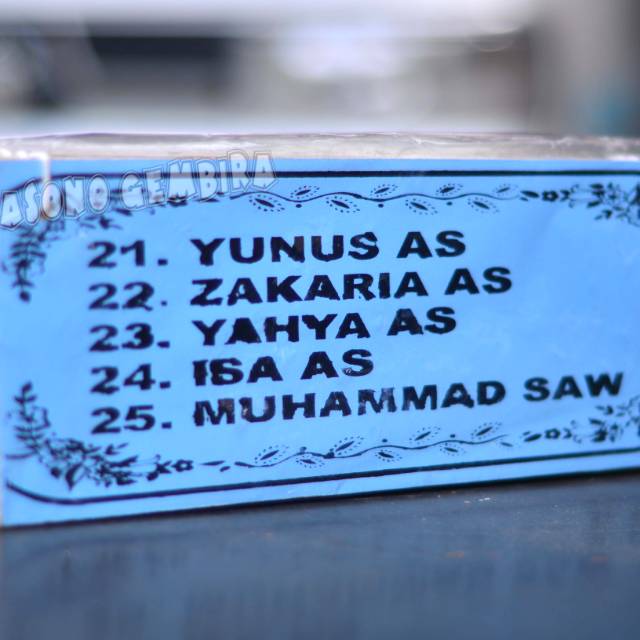 ASONO GEMBIRA
21. YUNUS AS
22. ZAKARIA AS
23. YAHYA AS
24. ISA AS
25. MUHAMMAD SAW